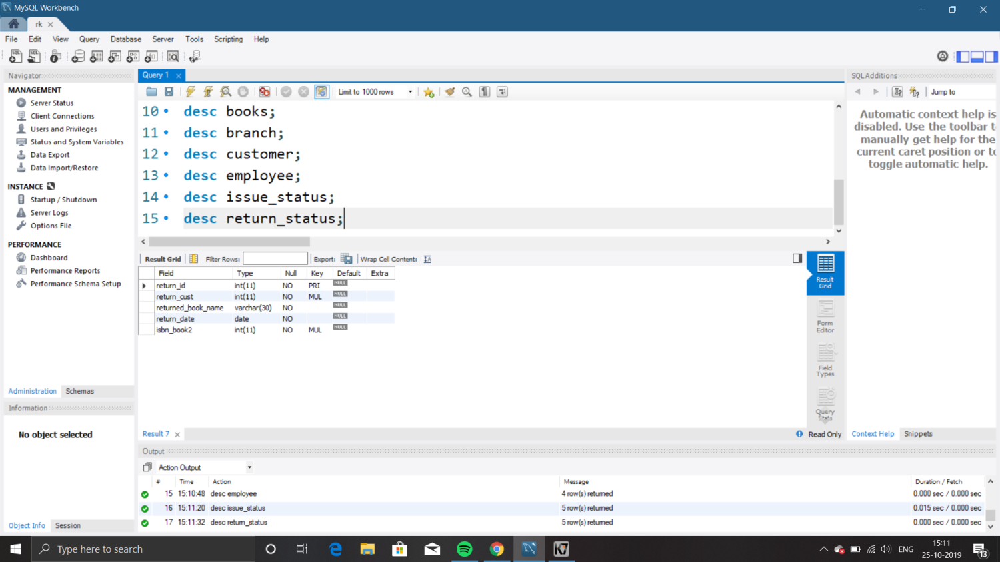 MySQL Workbench
rk
File Edit View Query Database Server Tools Scripting Help
Navigator
MANAGEMENT
Server Status
Client Connections
Users and Privileges
Status and System Variables
Data Export
Data Import/Restore
INSTANCE
Startup / Shutdown
Server Logs
Options File
PERFORMANCE
Dashboard
Performance Reports
Performance Schema Setup
Administration Schemas
Information
No object selected
Object Info Session
Query 1
Limit to 1000 rows
10 desc books;
11 desc branch;
12 desc customer;
13 desc employee;
14 desc issue_status;
15 desc return_status;
Result Grid Filter Rows: Export: Wrap Cell Content:
Field Type Null Key Default Extra
return_id int(11) NO PRI NULL
return_cust int(11) NO MUL NULL
returned_book_name varchar(30) NO NULL
return_date date NO NULL
isbn_book2 int(11) NO MUL NULL
Result
Grid
Form
Editor
Field
Types
Query
Stats
Result 7
Read Only
SQLAdditions
Jump to
Automatic context help is
disabled. Use the toolbar t
manually get help for the
current caret position or to
toggle automatic help.
Context Help Snippets
Output
Action Output
# Time Action Message Duration / Fetch
15 15:10:48 desc employee 4 row(s) returned 0.000 sec / 0.000 sec
16 15:11:20 desc issue_status 5 row(s) returned 0.015 sec / 0.000 sec
17 15:11:32 desc return_status 5 row(s) returned 0.000 sec / 0.000 sec
Type here to search
K7
ENG
15:11
25-10-2019
13